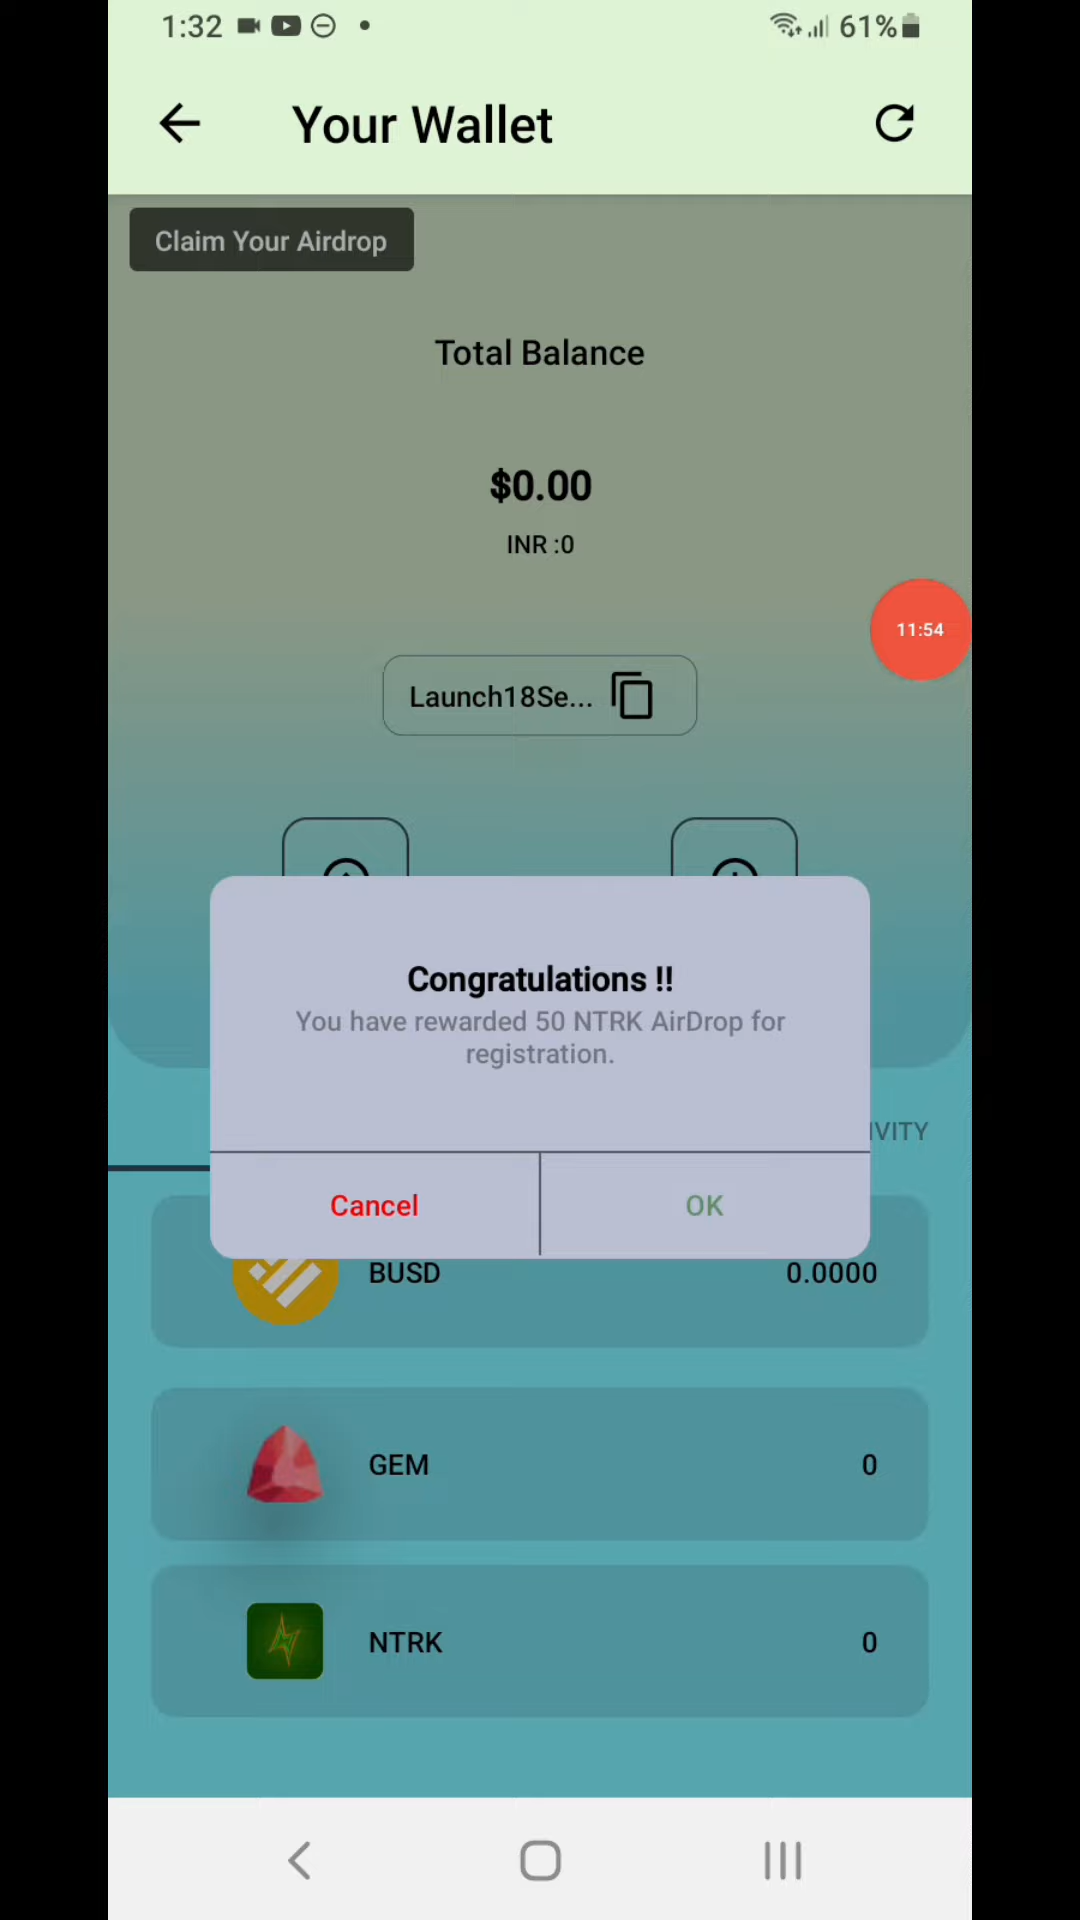 1:32
61%
Your Wallet
Claim Your Airdrop
Total Balance
$0.00
INR :0
11:54
Launch18Se...
Congratulations !!
You have rewarded 50 NTRK AirDrop for
registration.
IVITY
Cancel
OK
BUSD
0.0000
GEM
0
NTRK
0